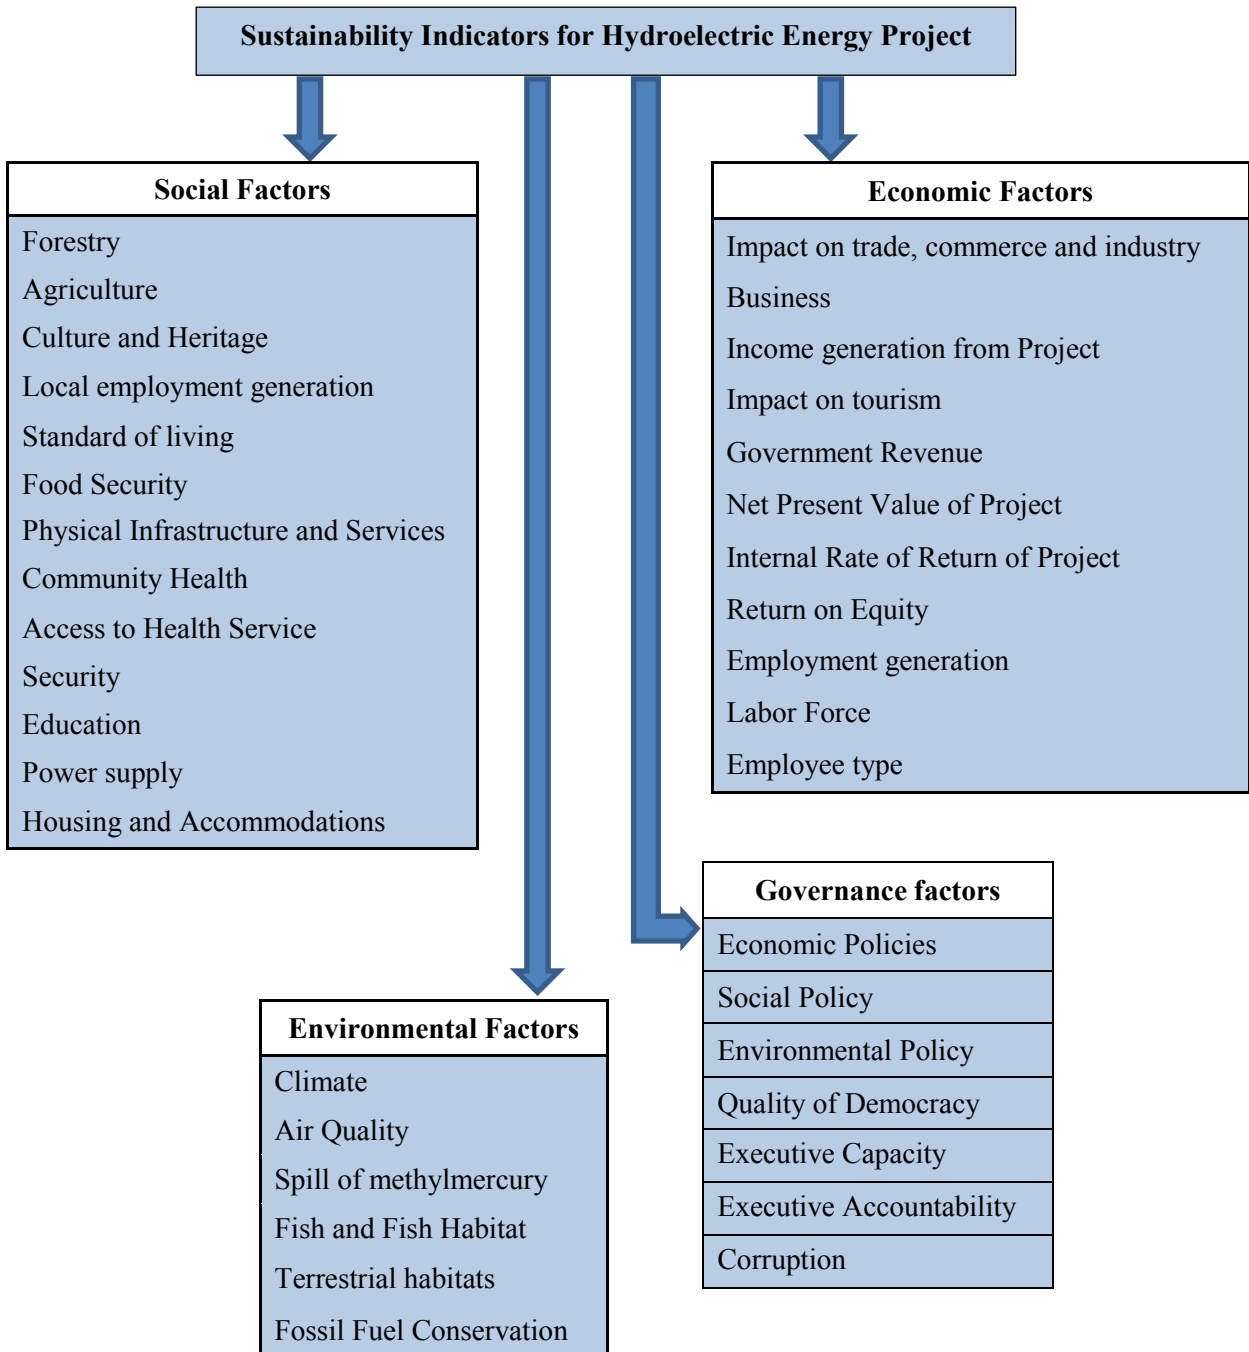 Sustainability Indicators for Hydroelectric Energy Project
Social Factors
Forestry
Agriculture
Culture and Heritage
Local employment generation
Standard of living
Food Security
Physical Infrastructure and Services
Community Health
Access to Health Service
Security
Education
Power supply
Housing and Accommodations
Economic Factors
Impact on trade, commerce and industry
Business
Income generation from Project
Impact on tourism
Government Revenue
Net Present Value of Project
Internal Rate of Return of Project
Return on Equity
Employment generation
Labor Force
Employee type
Environmental Factors
Climate
Air Quality
Spill of methylmercury
Fish and Fish Habitat
Terrestrial habitats
Fossil Fuel Conservation
Governance factors
Economic Policies
Social Policy
Environmental Policy
Quality of Democracy
Executive Capacity
Executive Accountability
Corruption